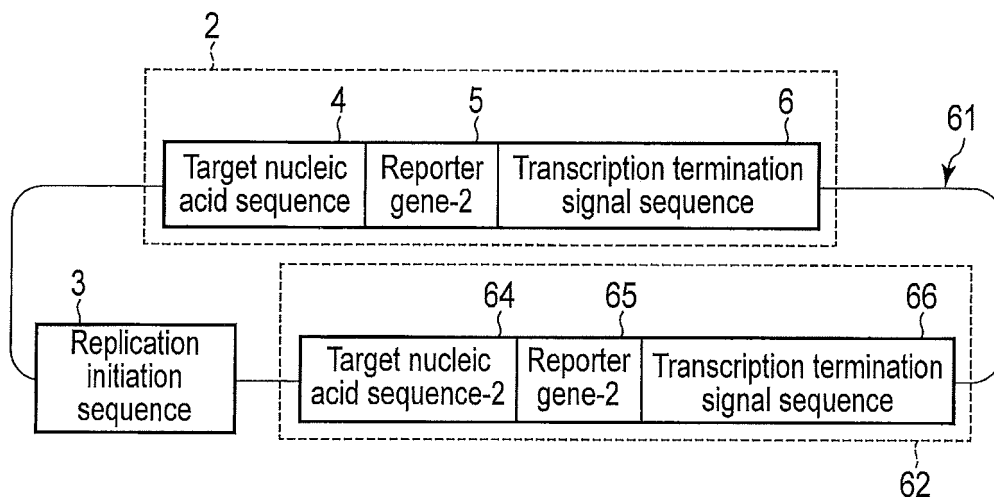 2
4
5
6
61
Target nucleic
acid sequence
Reporter
gene-2
Transcription termination
signal sequence
3
64
65
66
Replication
initiation
sequence
Target nucleic
acid sequence-2
Reporter
gene-2
Transcription termination
signal sequence
62